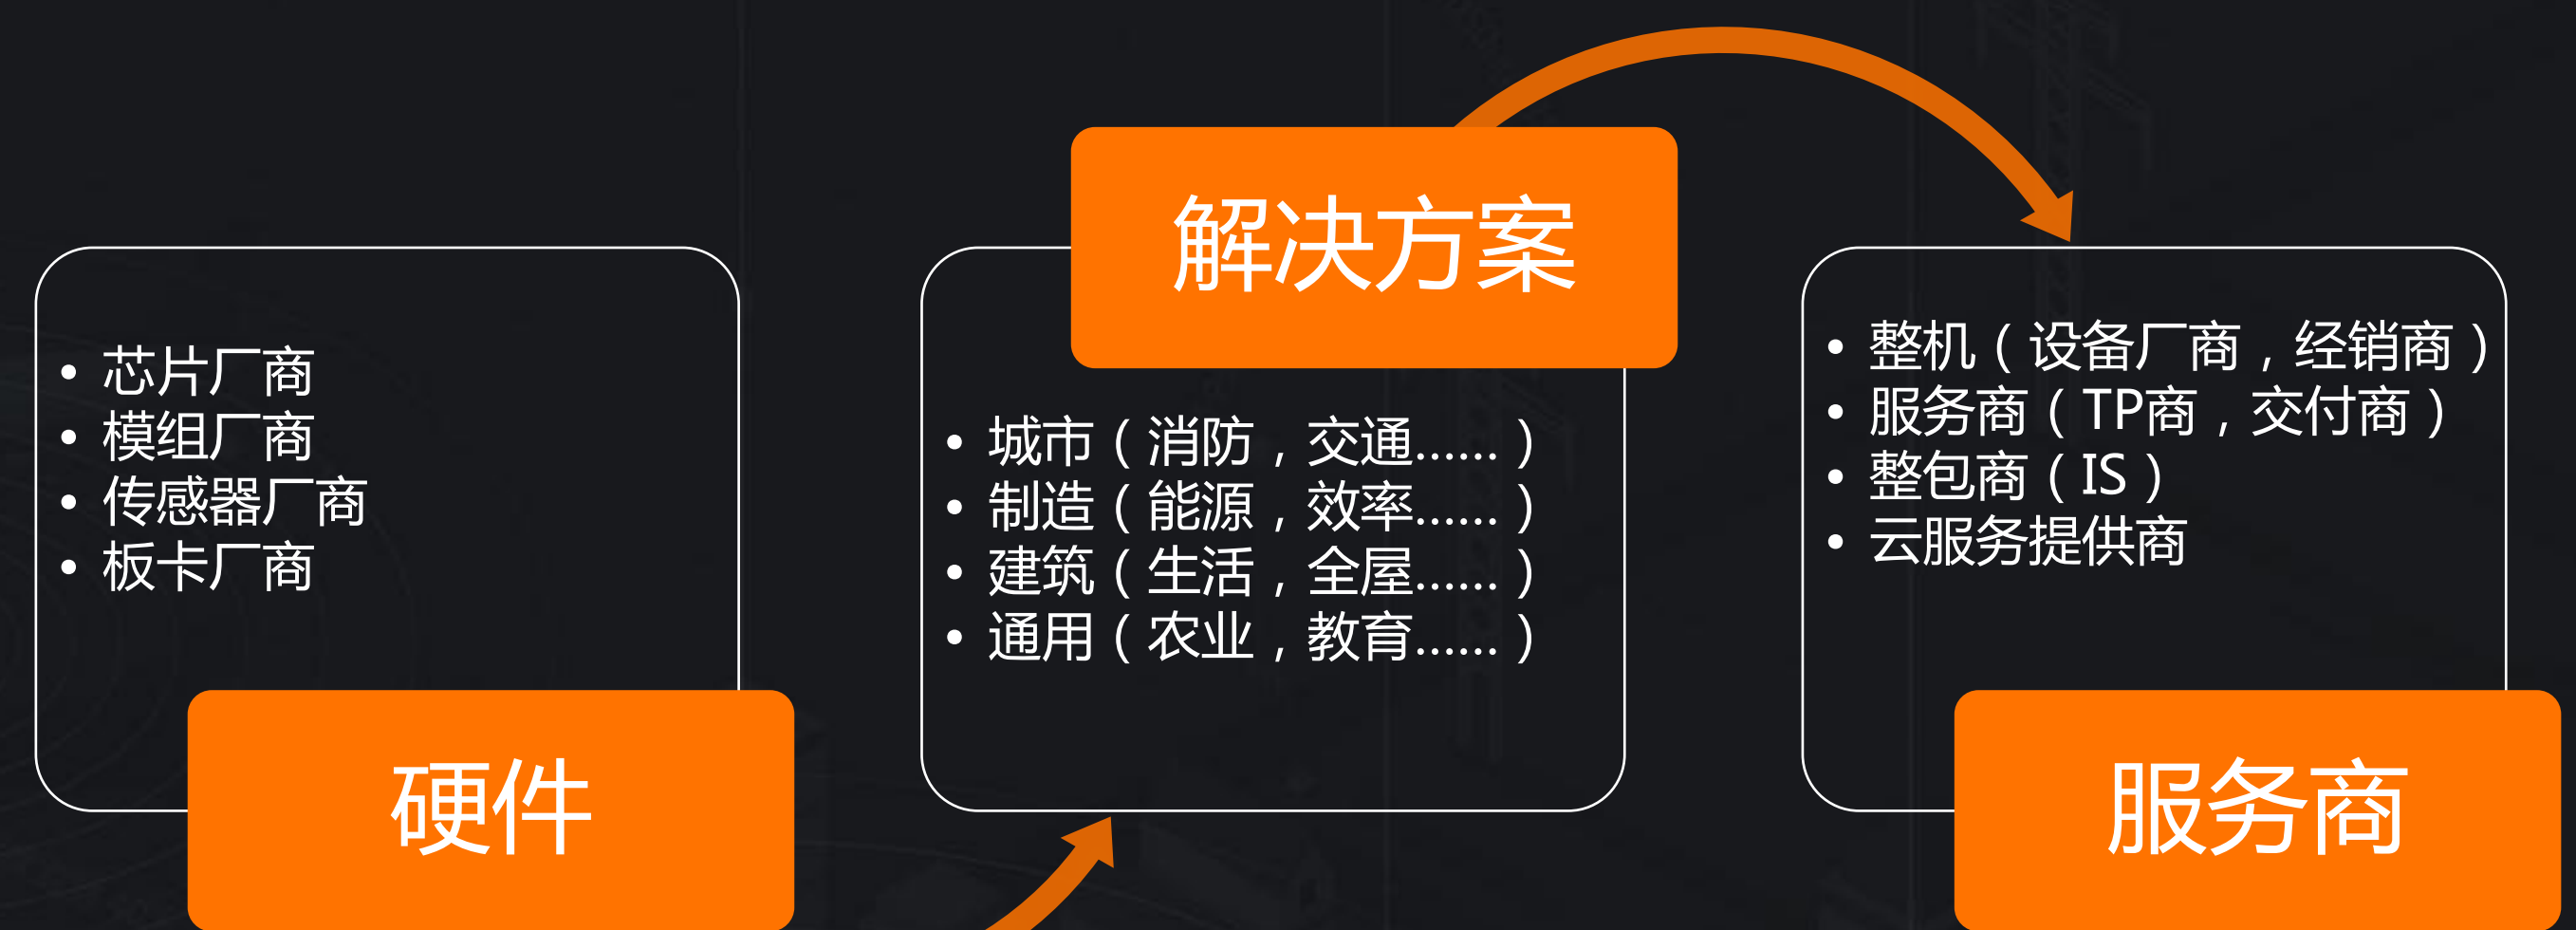 • 芯片厂商
• 模组厂商
• 传感器厂商
• 板卡厂商
硬件
解决方案
• 城市（消防，交通......）
• 制造（能源，效率......）
• 建筑（生活，全屋......）
• 通用（农业，教育......）
• 整机（设备厂商，经销商）
• 服务商（TP商，交付商）
• 整包商（IS）
• 云服务提供商
服务商